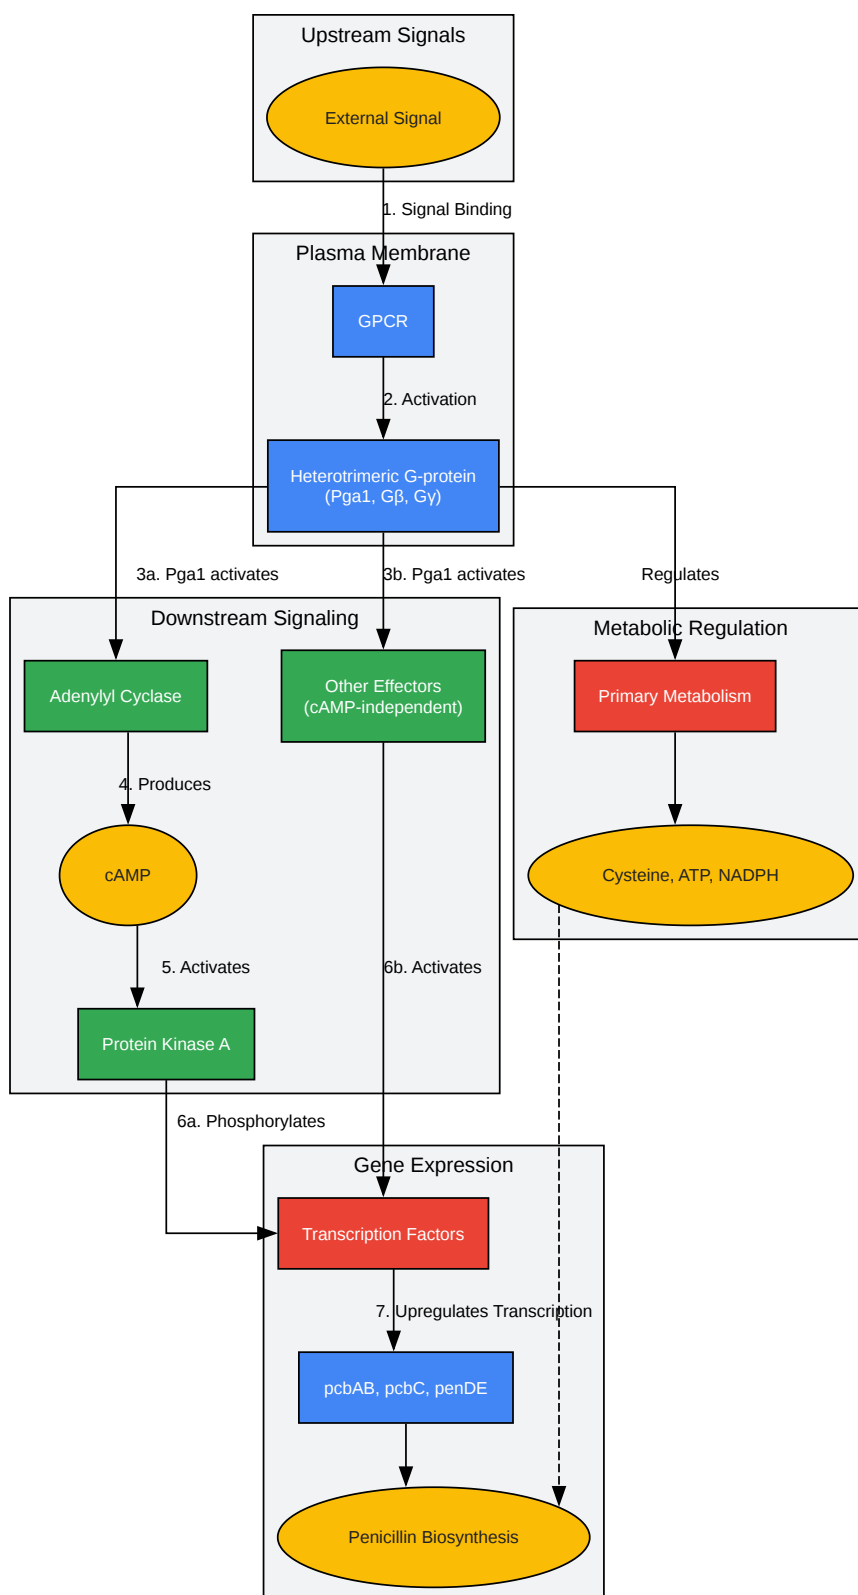 Upstream Signals
External Signal
1. Signal Binding
Plasma Membrane
GPCR
2. Activation
Heterotrimeric G-protein
(Pga1, Gβ, Gγ)
3a. Pga1 activates
3b. Pga1 activates
Regulates
Downstream Signaling
Metabolic Regulation
Adenylyl Cyclase
Other Effectors
(cAMP-independent)
Primary Metabolism
4. Produces
cAMP
Cysteine, ATP, NADPH
5. Activates
6b. Activates
Protein Kinase A
6a. Phosphorylates
Gene Expression
Transcription Factors
7. Upregulates Transcription
pcbAB, pcbC, penDE
Penicillin Biosynthesis